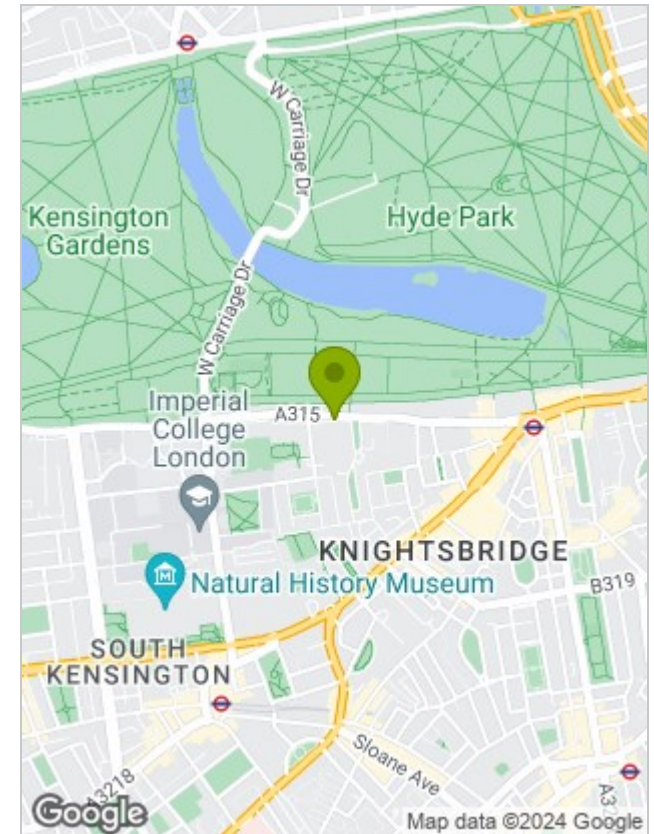 W Carriage Dr
Kensington
Gardens
Hyde Park
W Carriage Dr
Imperial
College
London
A315
KNIGHTSBRIDGE
B319
Natural History Museum
SOUTH
KENSINGTON
Sloane Ave
A3218
A3
Google
Map data ©2024 Google